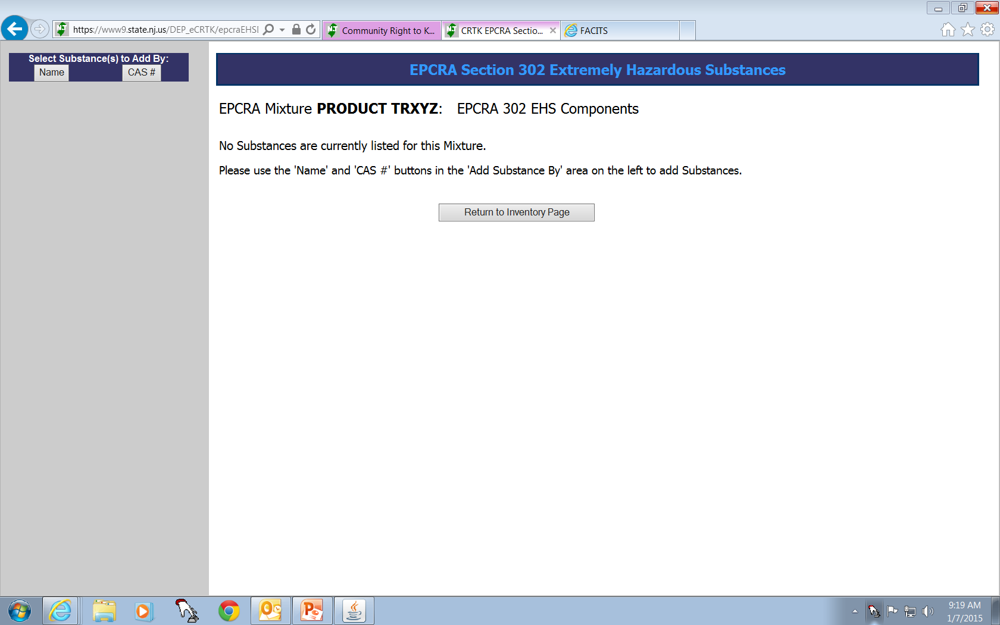 https://www9.state.nj.us/DEP_eCRTK/epcraEHSI
Community Right to K...
CRTK EPCRA Sectio...
FACITS
Select Substance(s) to Add By:
Name
CAS #
EPCRA Section 302 Extremely Hazardous Substances
EPCRA Mixture PRODUCT TRXYZ: EPCRA 302 EHS Components
No Substances are currently listed for this Mixture.
Please use the 'Name' and 'CAS #' buttons in the 'Add Substance By' area on the left to add Substances.
Return to Inventory Page
9:19 AM
1/7/2015